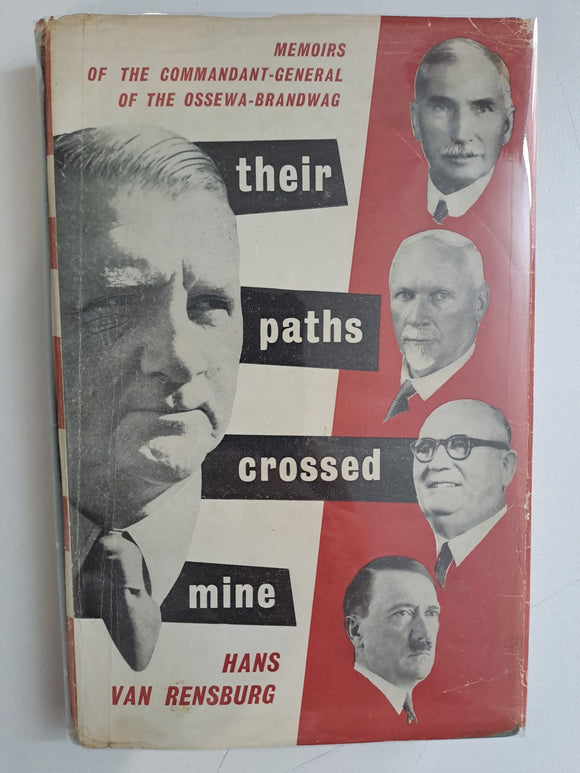 MEMOIRS
OF THE COMMANDANT-GENERAL
OF THE OSSEWA-BRANDWAG
their
paths
crossed
mine
HANS
VAN RENSBURG